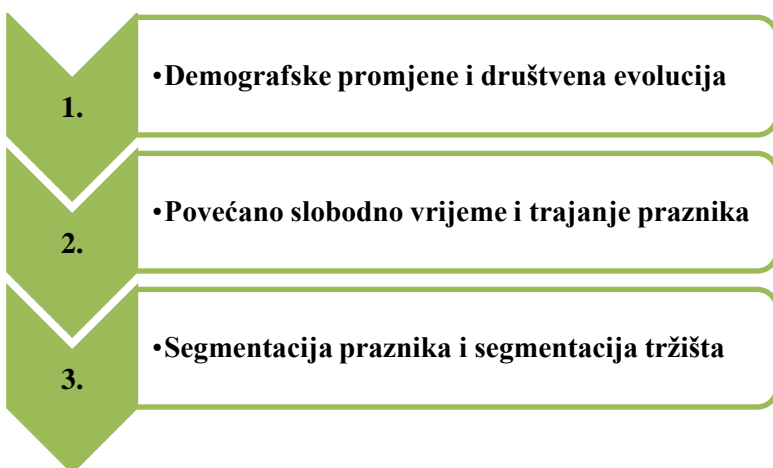 1.
•Demografske promjene i društvena evolucija
2.
•Povećano slobodno vrijeme i trajanje praznika
3.
•Segmentacija praznika i segmentacija tržišta